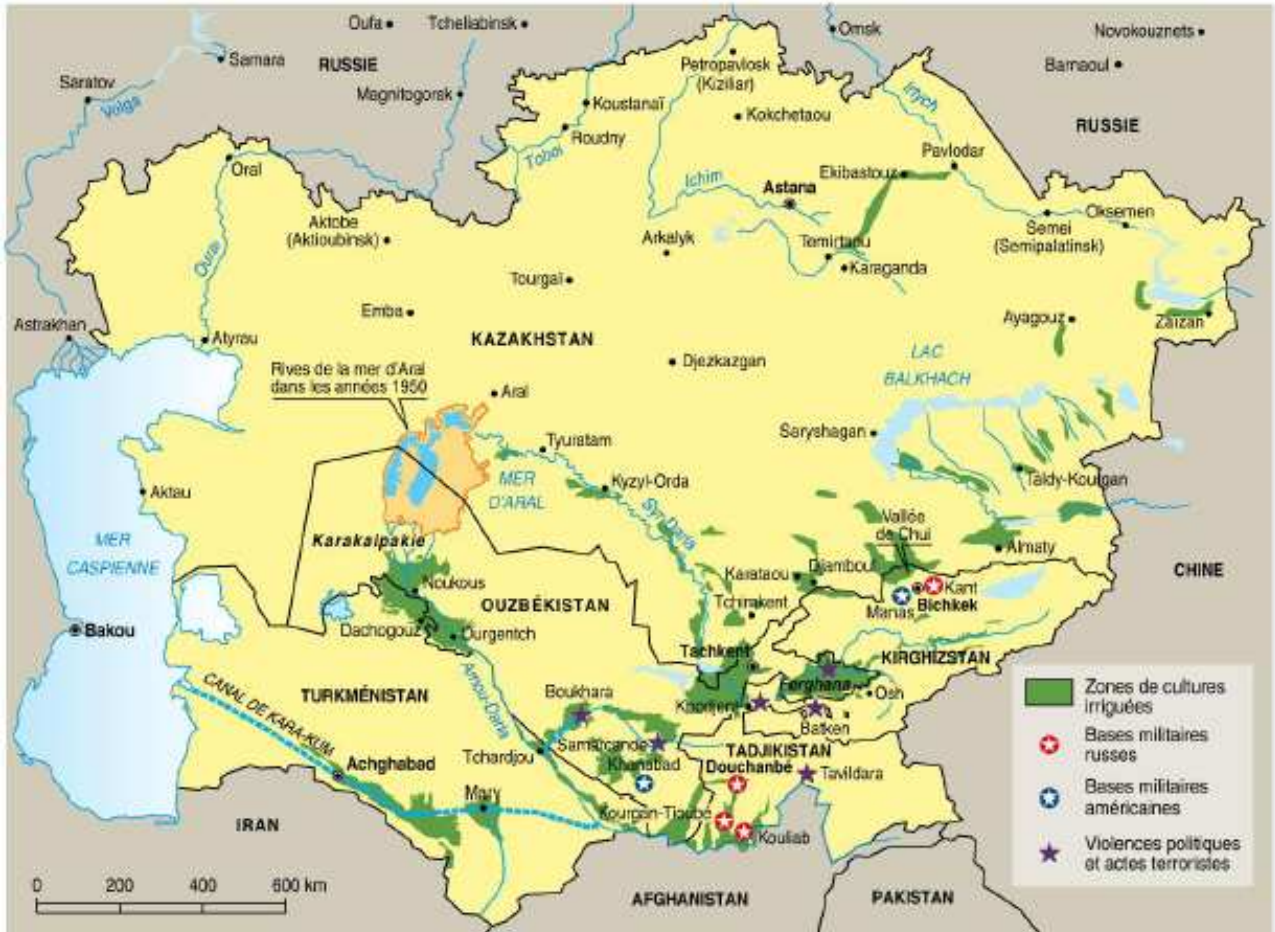 Oufa
Tcheliabinsk
Omsk
Novokouznets
Samara
RUSSIE
Petropavlosk
(Kiziliar)
Barnaoul
Saratov
Volga
Magnitogorsk
Koustanaï
Irtych
Kokchetaou
Roudny
Tobol
RUSSIE
Oral
Pavlodar
Ekibastouz
Ichim
Astana
Oksemen
Aktobe
(Aktioubinsk)
Semei
(Semipalatinsk)
Arkalyk
Temirtaou
Karaganda
Oural
Tourgaï
Emba
Ayagouz
Zaïzan
Astrakhan
Atyrau
KAZAKHSTAN
LAC
BALKHACH
Djezkazgan
Rives de la mer d'Aral
dans les années 1950
Aral
Saryshagan
Tyuratam
Taldy-Kourgan
MER
D'ARAL
Kyzyl-Orda
Aktau
Syr-Daria
Vallée
de Chui
Karakalpakie
MER
CASPIENNE
Almaty
Karataou
Djamboul
CHINE
Noukous
Kant
OUZBÉKISTAN
Manas
Bichkek
Tchimkent
Bakou
Dachogouz
Ourgentch
Tachkent
KIRGHIZSTAN
CANAL DE KARA-KUM
TURKMÉNISTAN
Amou-Daria
Boukhara
Ferghana
Osh
Batken
Samarcande
TADJIKISTAN
Tchardjou
Khanabad
Douchanbé
Tavildara
Achghabad
Mary
Kourgan-Tioubé
Kouliab
IRAN
AFGHANISTAN
PAKISTAN
0 200 400 600 km
Zones de cultures
irriguées
Bases militaires
russes
Bases militaires
américaines
Violences politiques
et actes terroristes